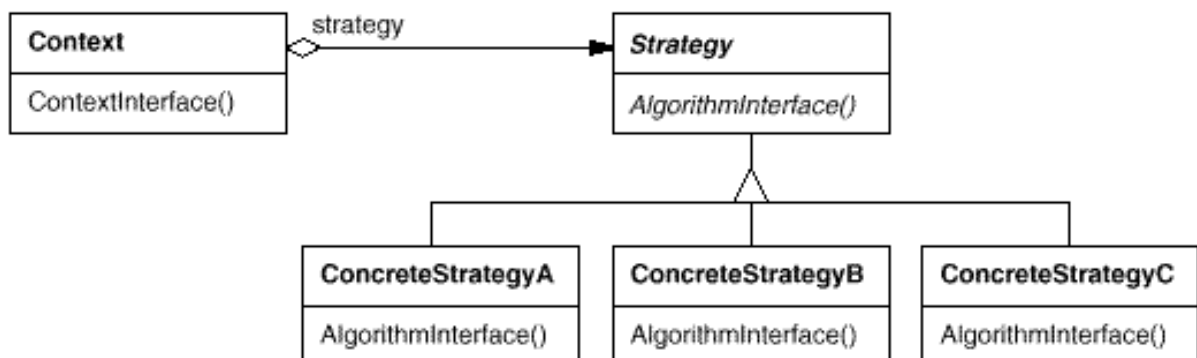 strategy
Context
Strategy
ContextInterface()
AlgorithmInterface()
ConcreteStrategyA
ConcreteStrategyB
ConcreteStrategyC
AlgorithmInterface()
AlgorithmInterface()
AlgorithmInterface()